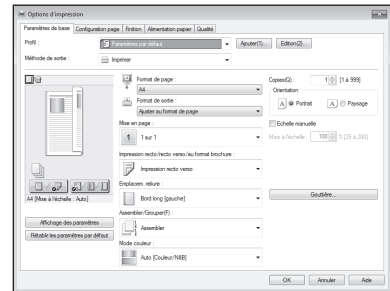 Options d'impression
Paramètres de base Configuration page Finition Alimentation papier Qualité
Profil : Paramètres par défaut Ajouter(1)... Edition(2)...
Méthode de sortie : Imprimer
Format de page : Copies(Q) : 1 [1 à 999]
A4 Orientation
Format de sortie : A Portrait A Paysage
Ajuster au format de page
Mise en page : Echelle manuelle
1 1 sur 1 Mise à l'échelle : 100 % [25 à 200]
Impression recto/recto verso/au format brochure :
Impression recto verso
Emplacem. reliure :
Bord long [gauche] Gouttière...
A4 [Mise à l'échelle : Auto]
Assembler/Grouper(F) :
Affichage des paramètres Assembler
Rétablir les paramètres par défaut
Mode couleur :
Auto [Couleur/N&B]
OK Annuler Aide